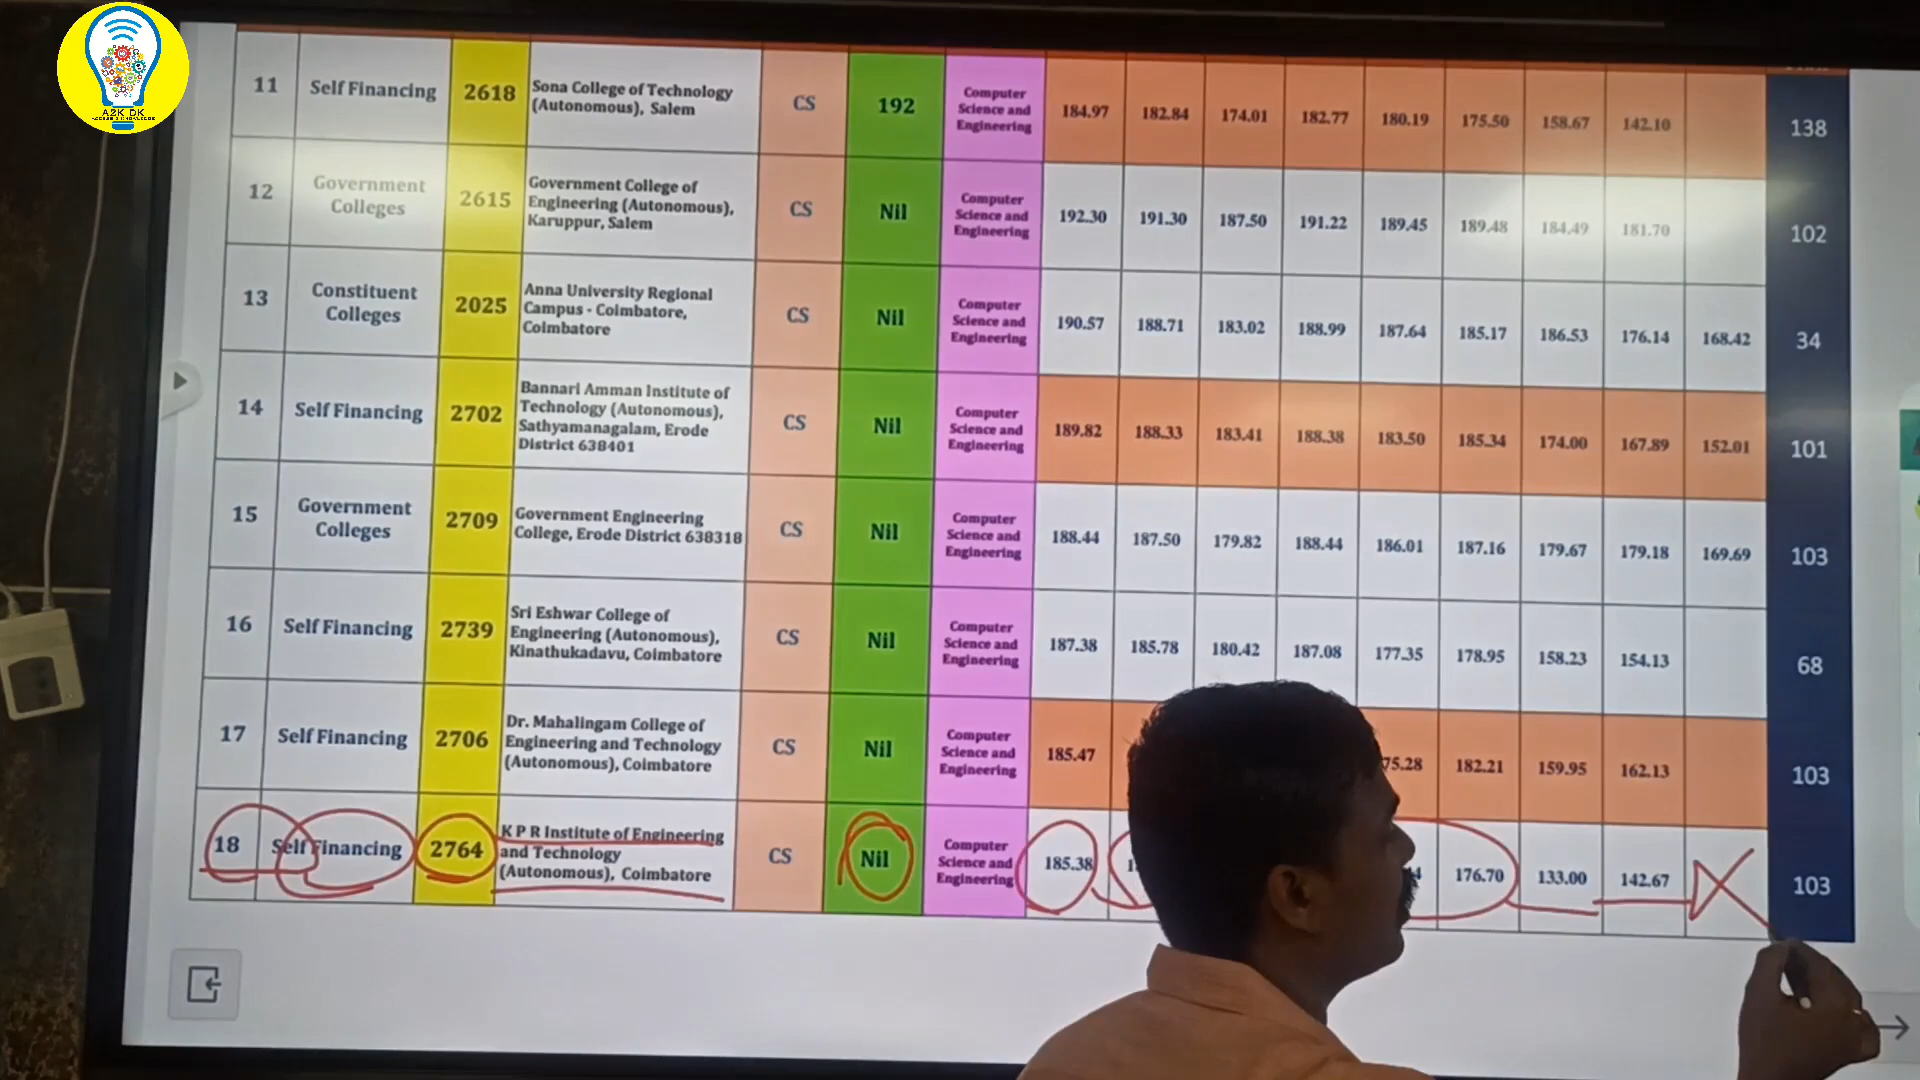 A2K DK
11 Self Financing 2618 Sona College of Technology (Autonomous), Salem CS 192 Computer Science and Engineering 184.97 182.84 174.01 182.77 180.19 175.50 158.67 142.10 138
12 Government Colleges 2615 Government College of Engineering (Autonomous), Karuppur, Salem CS Nil Computer Science and Engineering 192.30 191.30 187.50 191.22 189.45 189.48 184.49 181.70 102
13 Constituent Colleges 2025 Anna University Regional Campus - Coimbatore, Coimbatore CS Nil Computer Science and Engineering 190.57 188.71 183.02 188.99 187.64 185.17 186.53 176.14 168.42 34
14 Self Financing 2702 Bannari Amman Institute of Technology (Autonomous), Sathyamanagalam, Erode District 638401 CS Nil Computer Science and Engineering 189.82 188.33 183.41 188.38 183.50 185.34 174.00 167.89 152.01 101
15 Government Colleges 2709 Government Engineering College, Erode District 638318 CS Nil Computer Science and Engineering 188.44 187.50 179.82 188.44 186.01 187.16 179.67 179.18 169.69 103
16 Self Financing 2739 Sri Eshwar College of Engineering (Autonomous), Kinathukadavu, Coimbatore CS Nil Computer Science and Engineering 187.38 185.78 180.42 187.08 177.35 178.95 158.23 154.13 68
17 Self Financing 2706 Dr. Mahalingam College of Engineering and Technology (Autonomous), Coimbatore CS Nil Computer Science and Engineering 185.47 75.28 182.21 159.95 162.13 103
18 Self Financing 2764 K P R Institute of Engineering and Technology (Autonomous), Coimbatore CS Nil Computer Science and Engineering 185.38 176.70 133.00 142.67 103